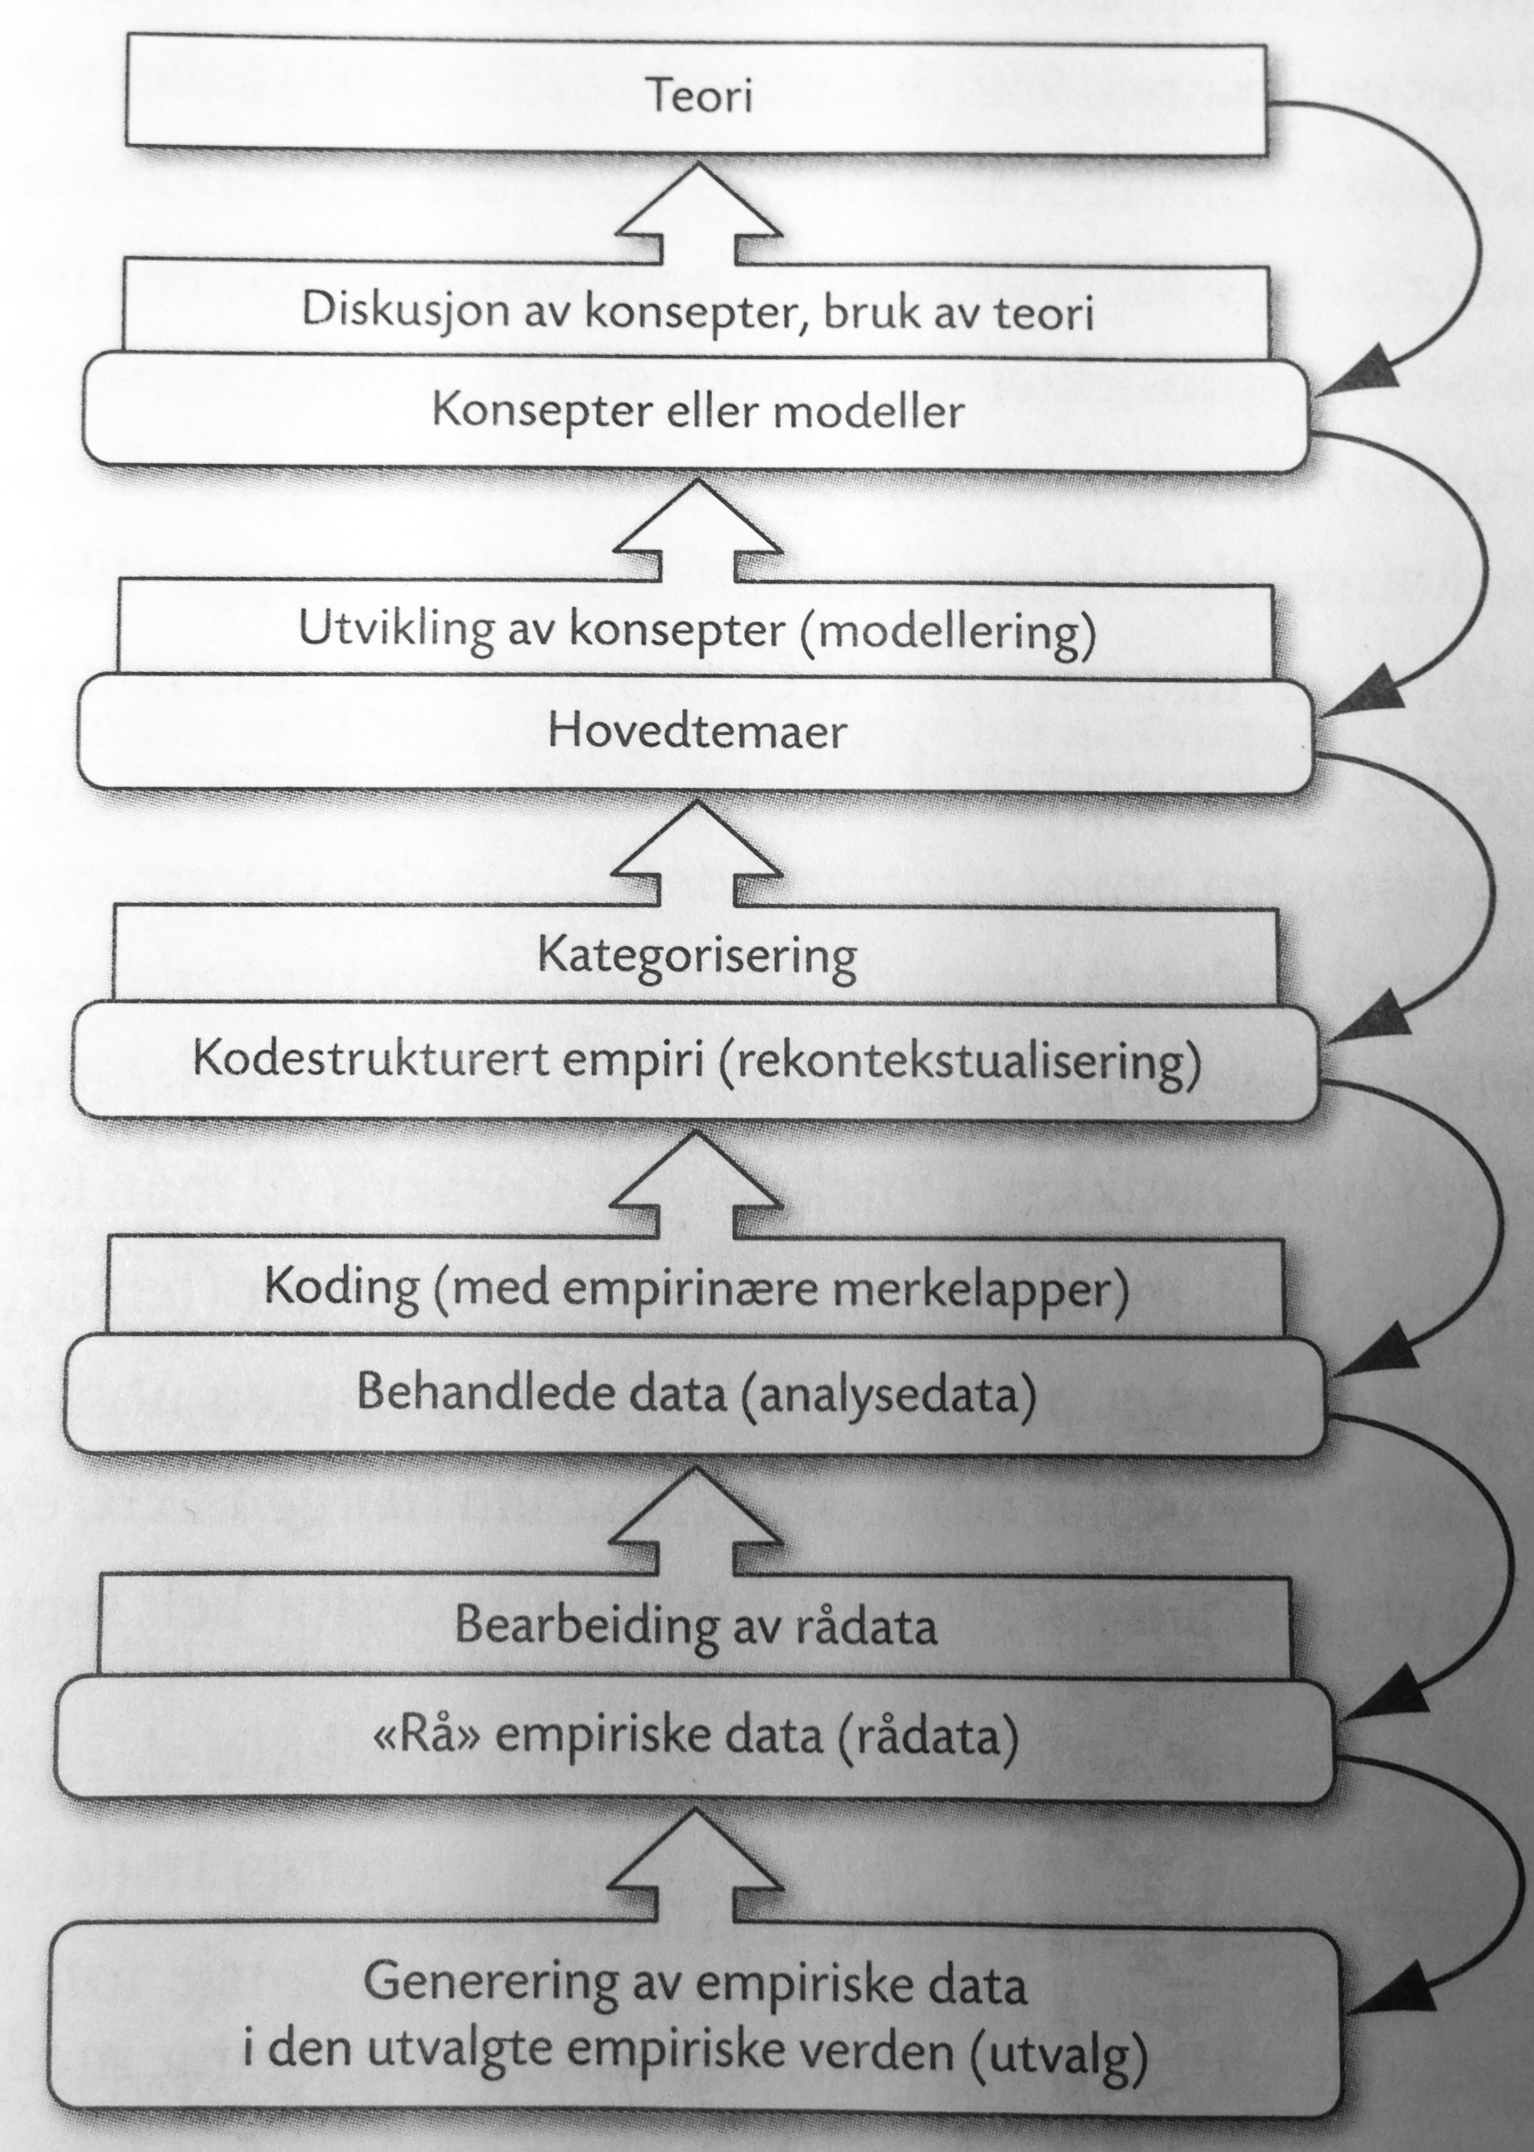 Teori
Diskusjon av konsepter, bruk av teori
Konsepter eller modeller
Utvikling av konsepter (modellering)
Hovedtemaer
Kategorisering
Kodestrukturert empiri (rekontekstualisering)
Koding (med empirinære merkelapper)
Behandlede data (analysedata)
Bearbeiding av rådata
«Rå» empiriske data (rådata)
Generering av empiriske data
i den utvalgte empiriske verden (utvalg)